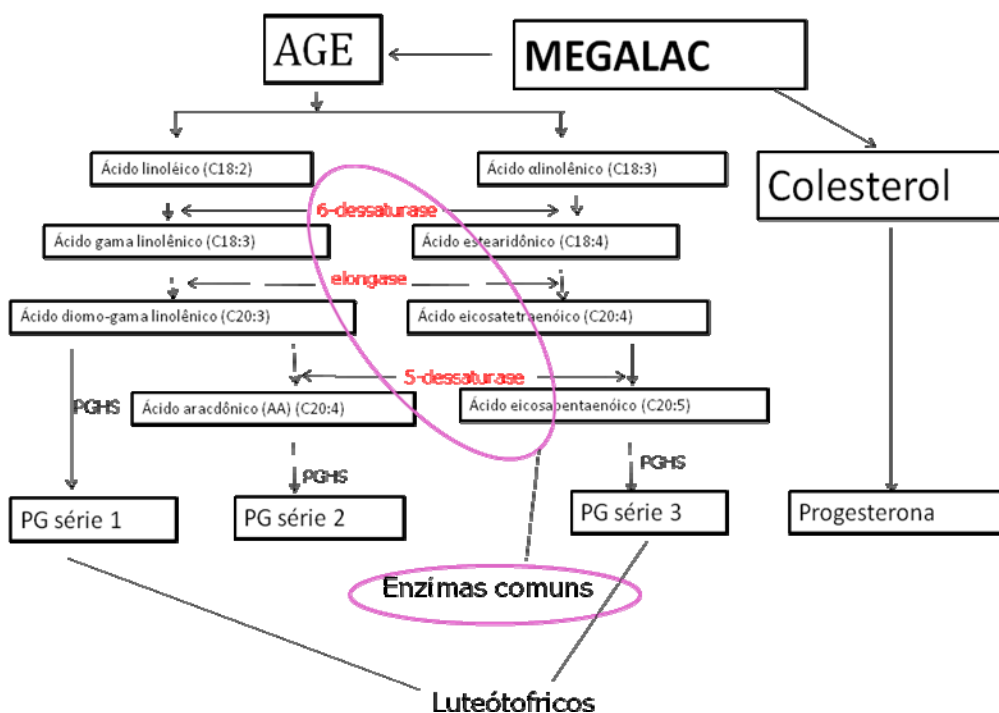 AGE
MEGALAC
Ácido linoléico (C18:2)
Ácido αlinolênico (C18:3)
Colesterol
6-dessaturase
Ácido gama linolênico (C18:3)
Ácido estearidônico (C18:4)
elongase
Ácido diomo-gama linolênico (C20:3)
Ácido eicosatetraenóico (C20:4)
5-dessaturase
PGHS
Ácido aracdônico (AA) (C20:4)
Ácido eicosapentaenóico (C20:5)
PGHS
PGHS
PG série 1
PG série 2
PG série 3
Progesterona
Enzímas comuns
Luteótofricos